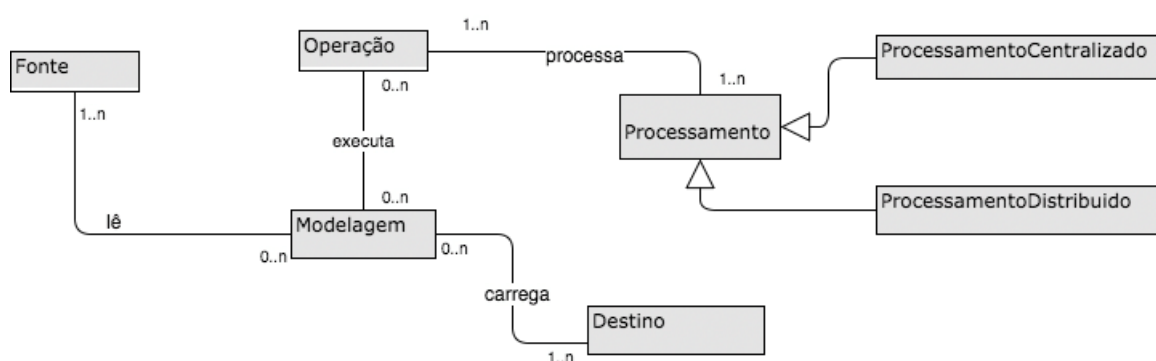 Fonte
1..n
lê
0..n
Operação
0..n
executa
0..n
Modelagem
1..n
processa
1..n
Processamento
ProcessamentoCentralizado
ProcessamentoDistribuido
0..n
carrega
1..n
Destino